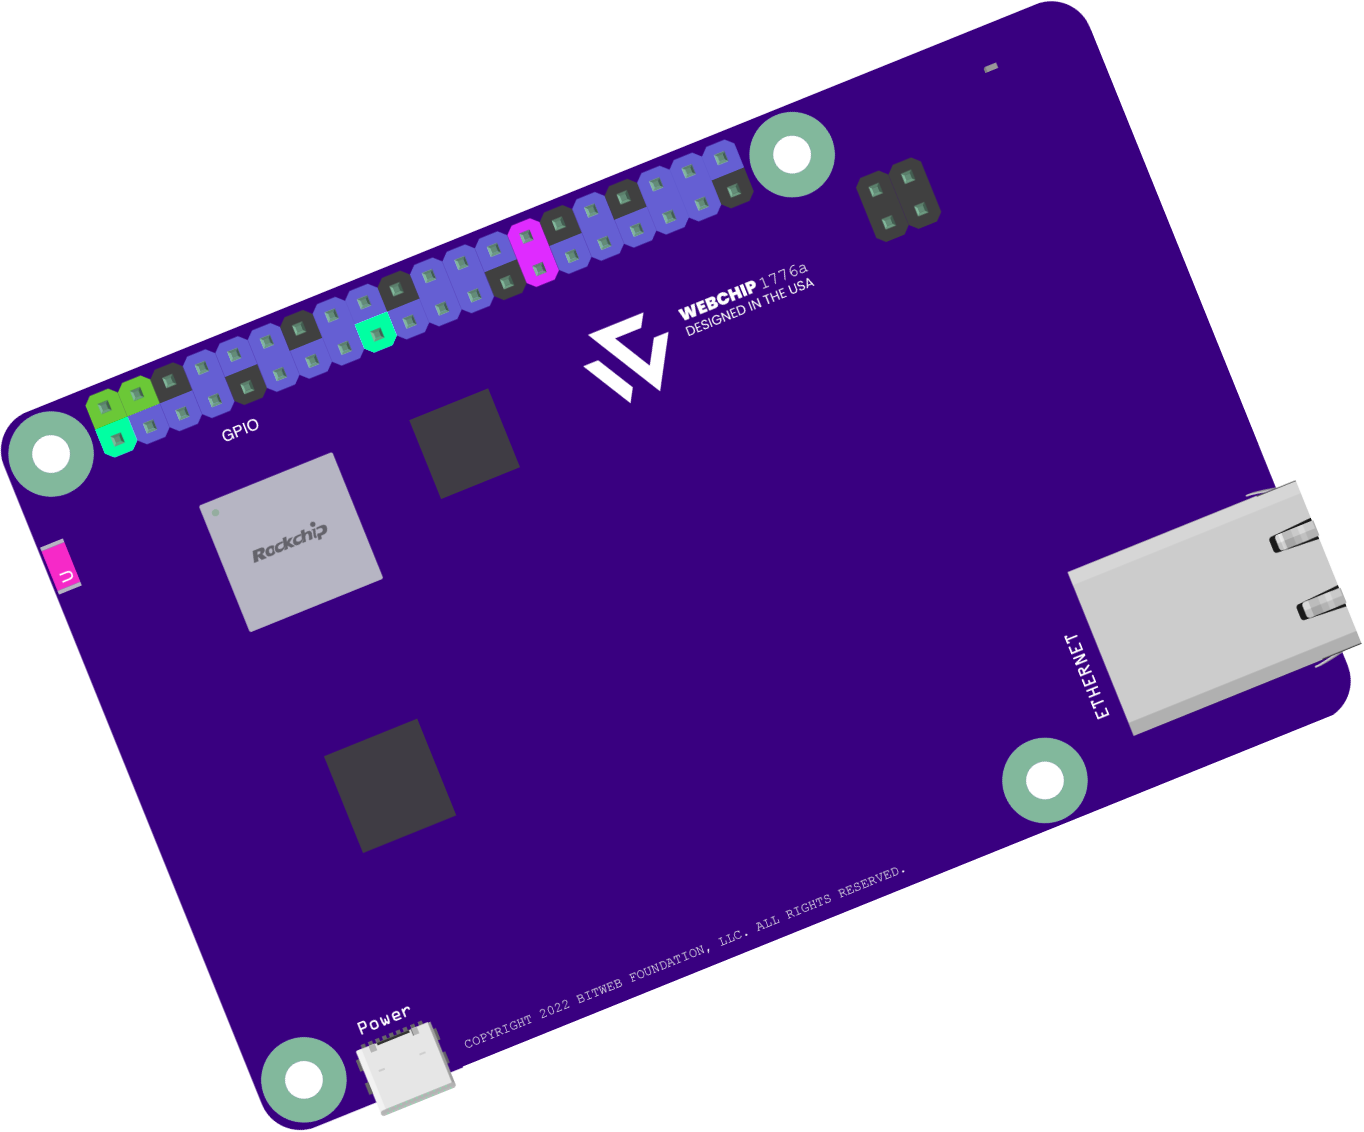 WEBCHIP 1776a
DESIGNED IN THE USA
GPIO
Rockchip
U
ETHERNET
COPYRIGHT 2022 BITWEB FOUNDATION, LLC. ALL RIGHTS RESERVED.
Power